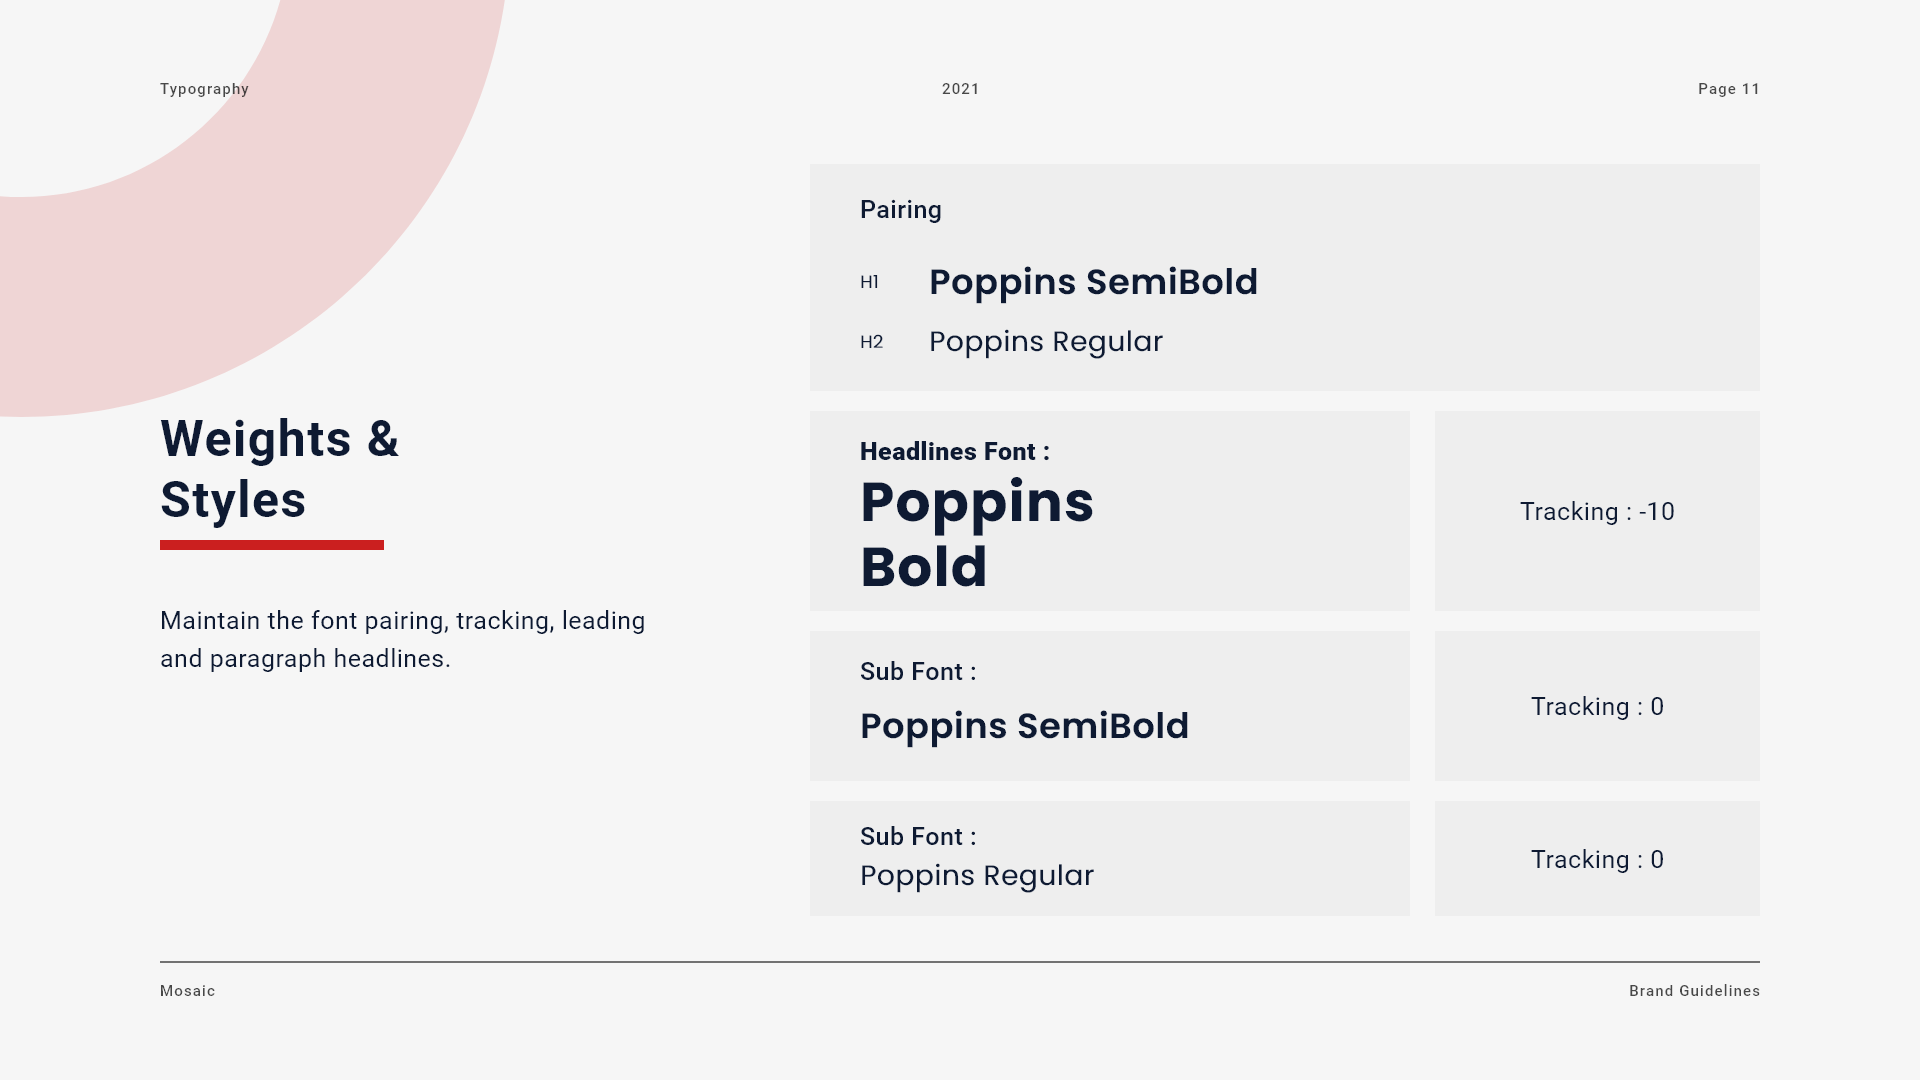 Typography
2021
Page 11
Weights &
Styles
Maintain the font pairing, tracking, leading
and paragraph headlines.
Pairing
H1 Poppins SemiBold
H2 Poppins Regular
Headlines Font :
Poppins
Bold
Tracking : -10
Sub Font :
Poppins SemiBold
Tracking : 0
Sub Font :
Poppins Regular
Tracking : 0
Mosaic
Brand Guidelines